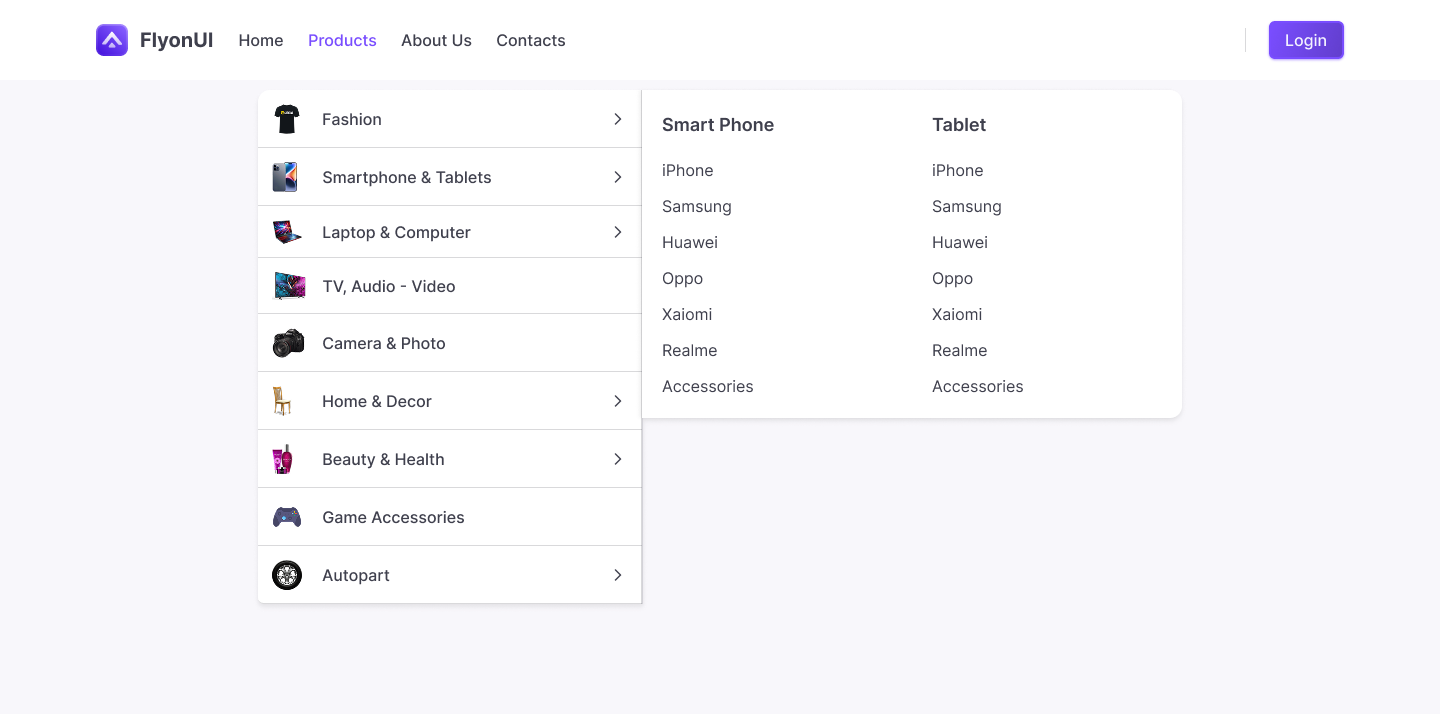 FlyonUI
Home
Products
About Us
Contacts
Login
Fashion
Smartphone & Tablets
Laptop & Computer
TV, Audio - Video
Camera & Photo
Home & Decor
Beauty & Health
Game Accessories
Autopart
Smart Phone
iPhone
Samsung
Huawei
Oppo
Xaiomi
Realme
Accessories
Tablet
iPhone
Samsung
Huawei
Oppo
Xaiomi
Realme
Accessories